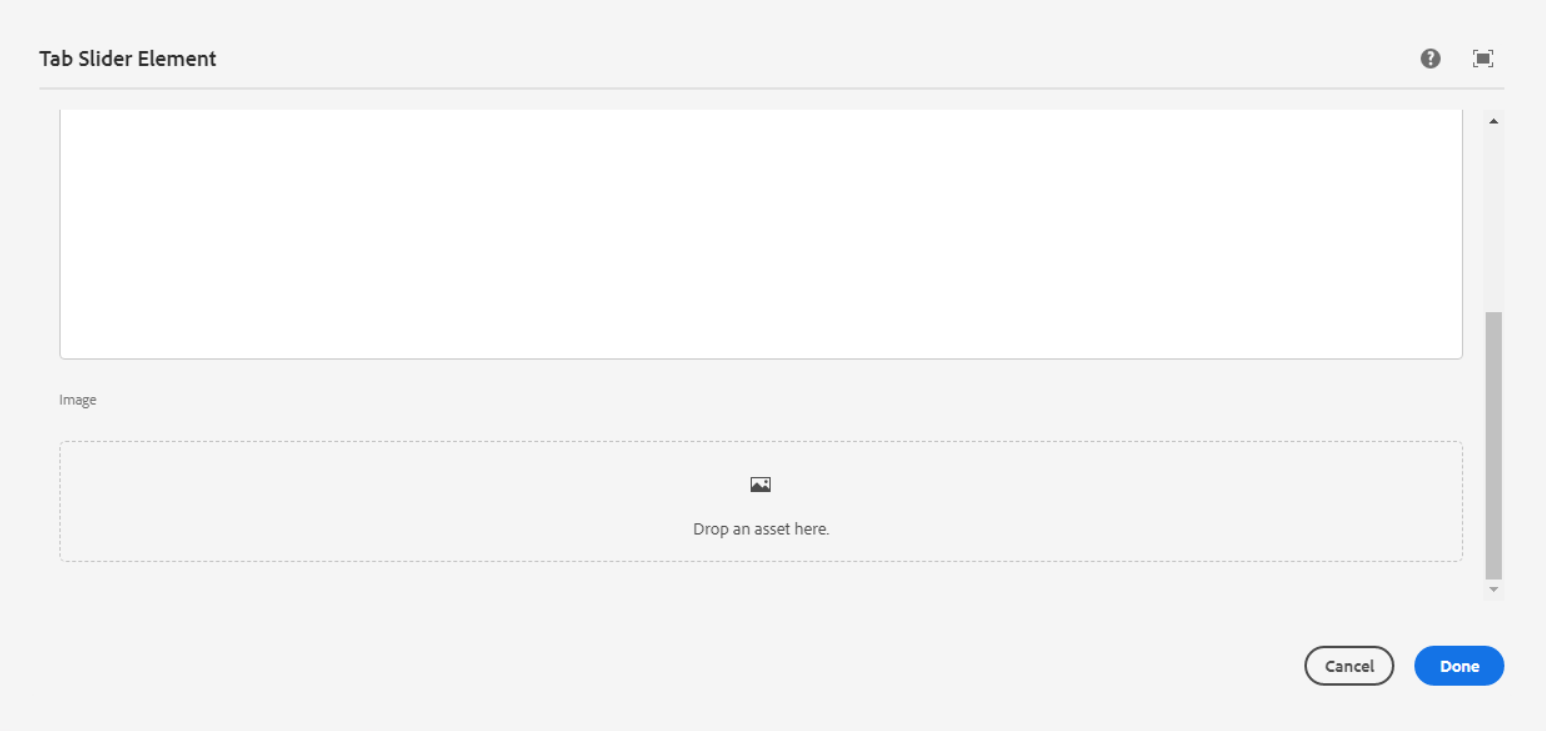 Tab Slider Element
Image
Drop an asset here.
Cancel
Done